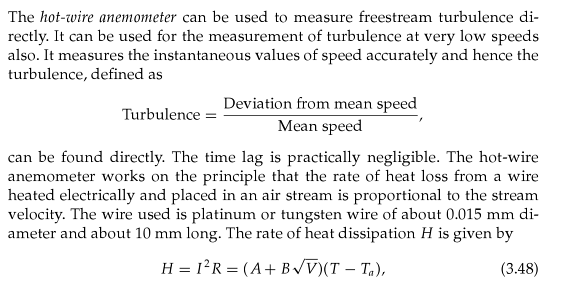 The hot-wire anemometer can be used to measure freestream turbulence di-
rectly. It can be used for the measurement of turbulence at very low speeds
also. It measures the instantaneous values of speed accurately and hence the
turbulence, defined as
Turbulence = Deviation from mean speed / Mean speed,
can be found directly. The time lag is practically negligible. The hot-wire
anemometer works on the principle that the rate of heat loss from a wire
heated electrically and placed in an air stream is proportional to the stream
velocity. The wire used is platinum or tungsten wire of about 0.015 mm di-
ameter and about 10 mm long. The rate of heat dissipation H is given by
H = I²R = (A + B√V)(T − Tₐ), (3.48)